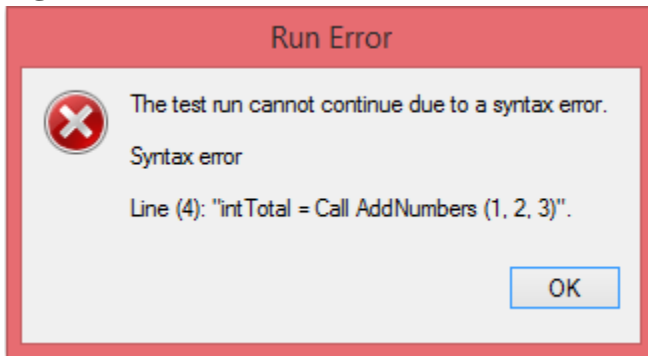 Run Error
The test run cannot continue due to a syntax error.
Syntax error
Line (4): "intTotal = Call AddNumbers (1, 2, 3)".
OK